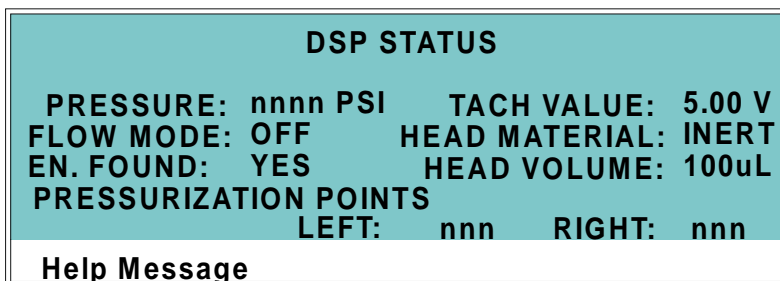 DSP STATUS
PRESSURE: nnnn PSI TACH VALUE: 5.00 V
FLOW MODE: OFF HEAD MATERIAL: INERT
EN. FOUND: YES HEAD VOLUME: 100uL
PRESSURIZATION POINTS
LEFT: nnn RIGHT: nnn
Help Message